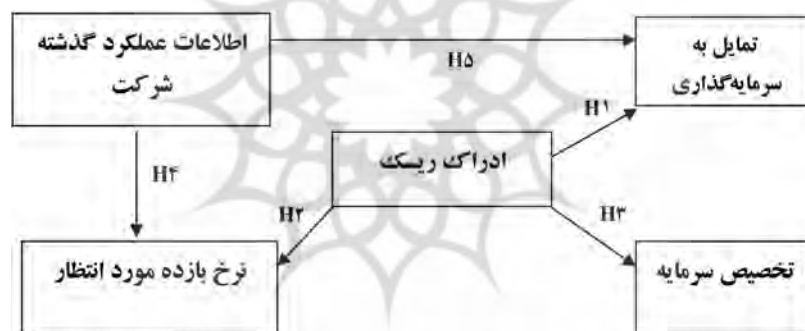 اطلاعات عملکرد گذشته
شرکت
تمایل به
سرمایه‌گذاری
H۵
H۱
ادراک ریسک
H۴
H۲
H۳
نرخ بازده مورد انتظار
تخصیص سرمایه